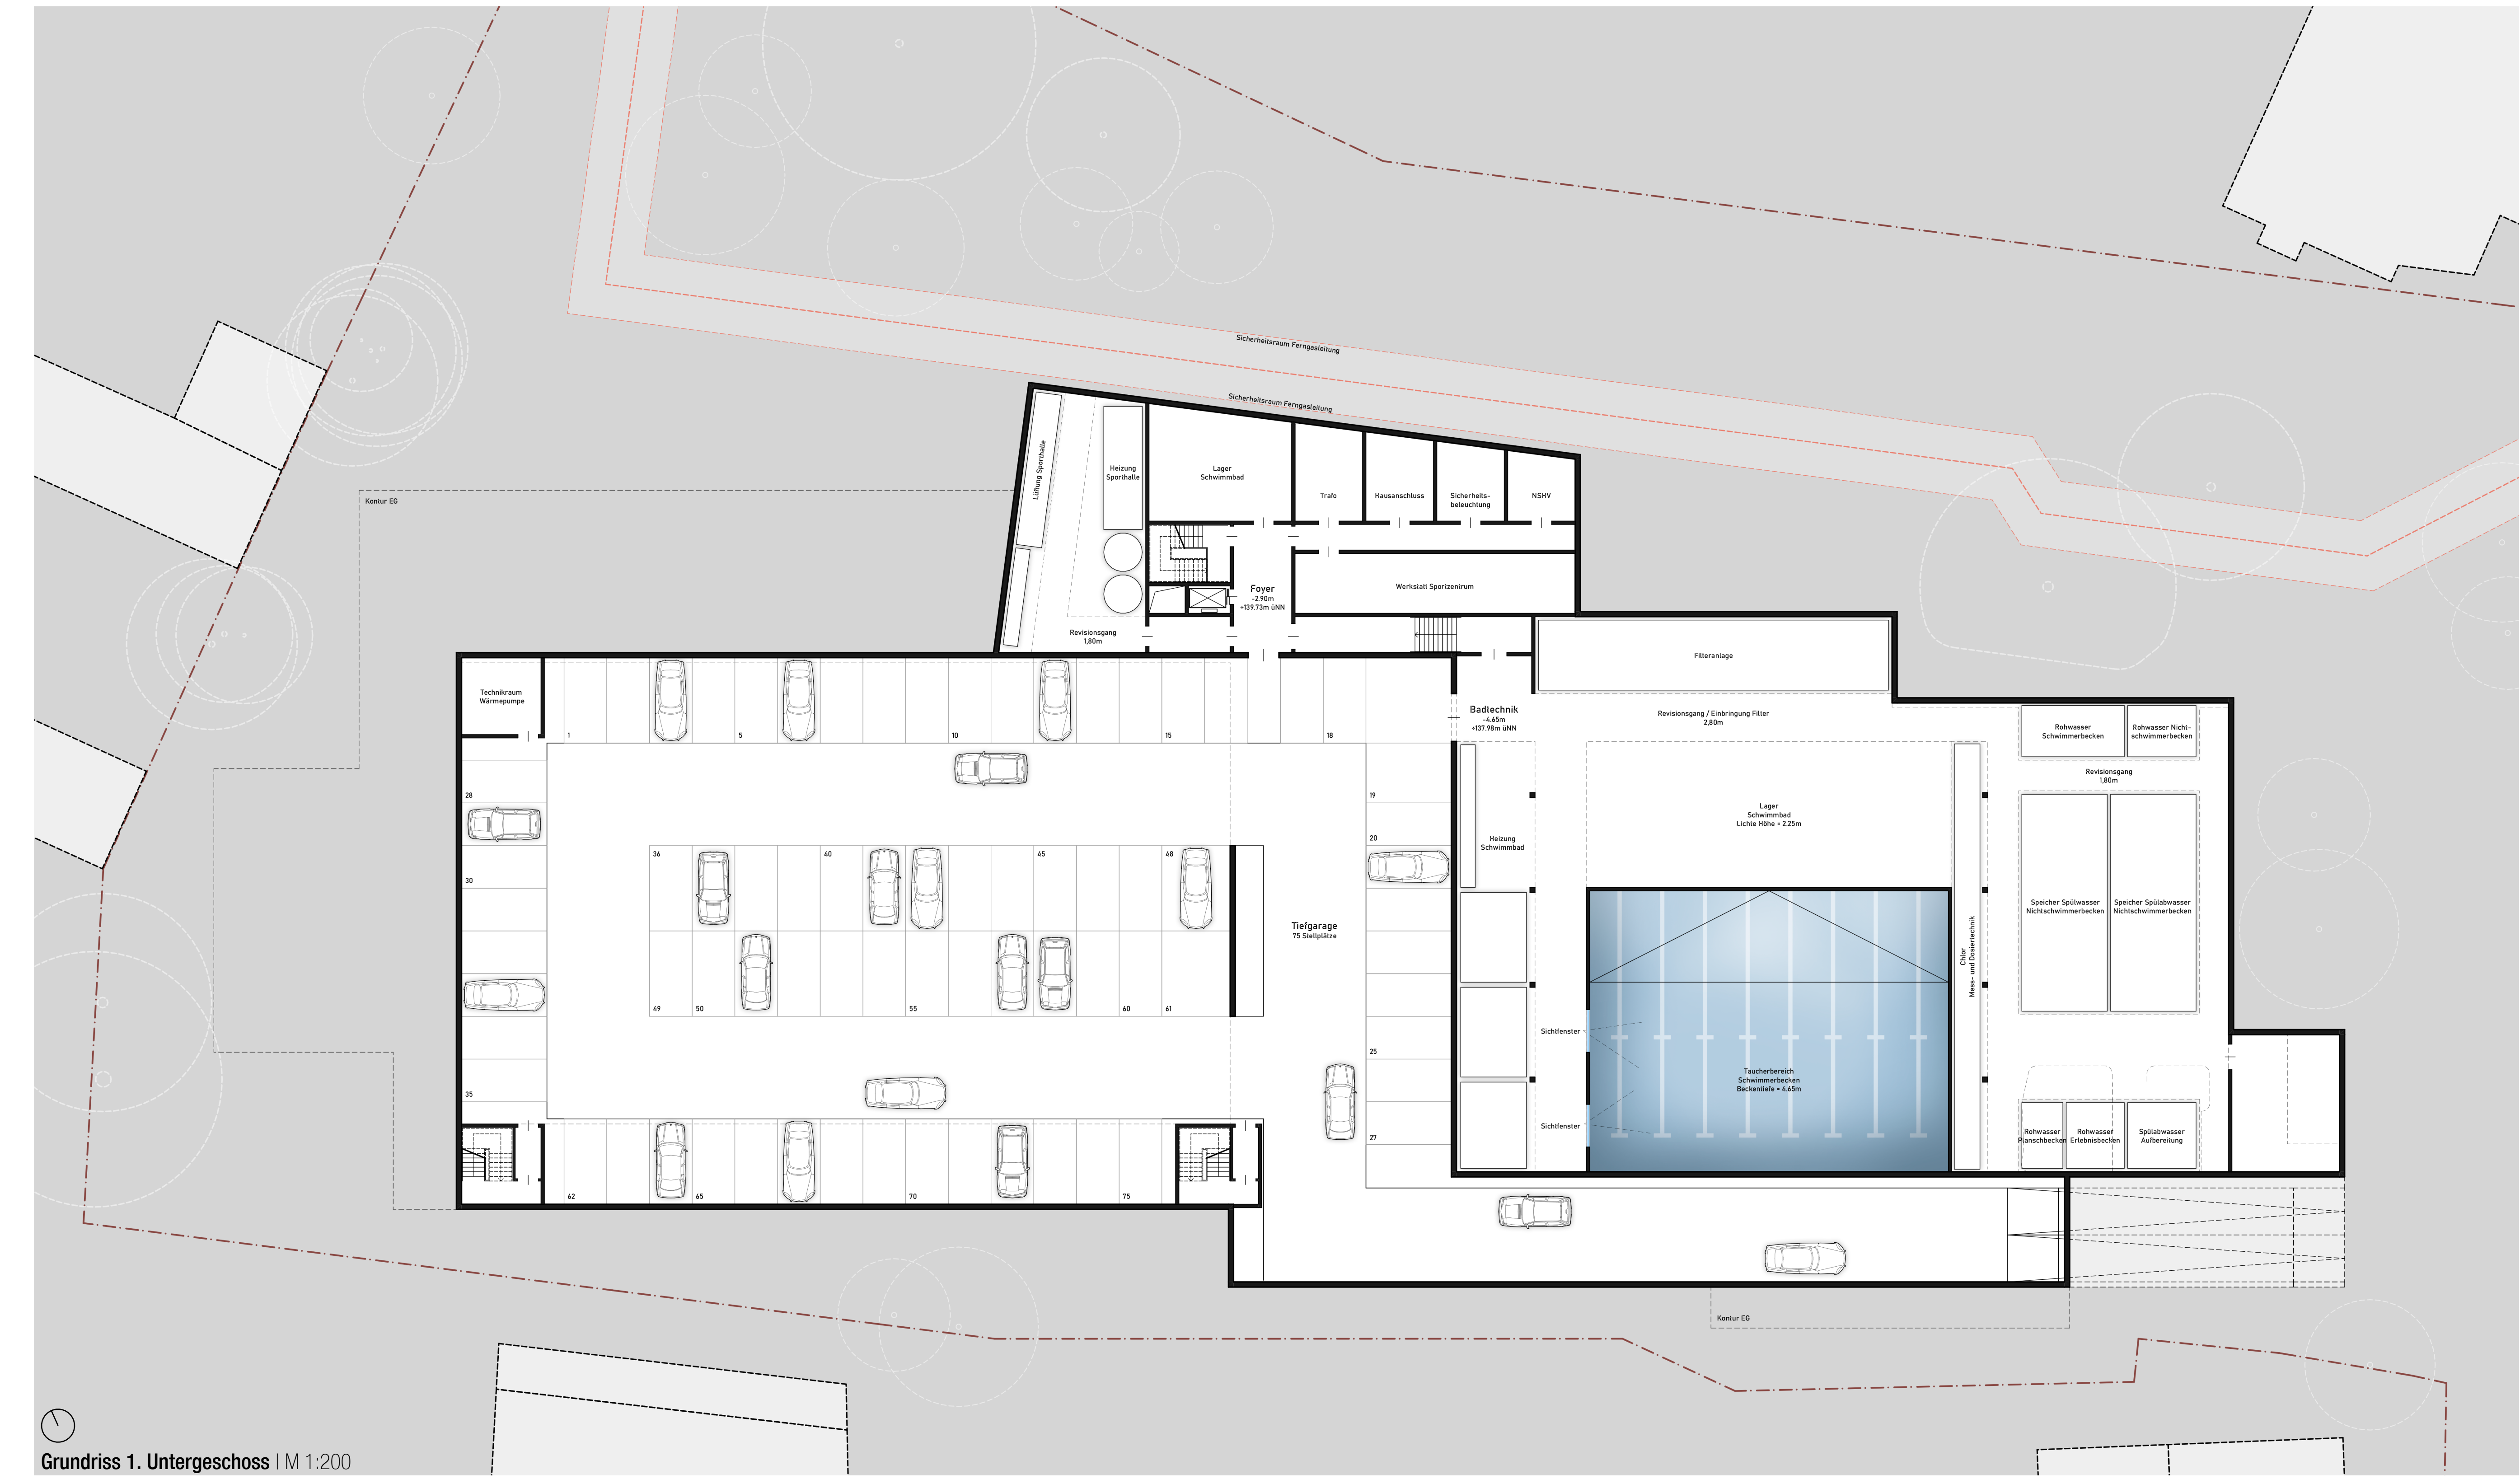 Sicherheitsraum Ferngasleitung
Sicherheitsraum Ferngasleitung
Kontur EG
Lüftung Sporthalle
Heizung
Sporthalle
Lager
Schwimmbad
Trafo
Hausanschluss
Sicherheits-
beleuchtung
NSHV
Foyer
-2.90m
+139.73m üNN
Werkstatt Sportzentrum
Revisionsgang
1,80m
Filteranlage
Technikraum
Wärmepumpe
Badtechnik
-4.65m
+137.98m üNN
Revisionsgang / Einbringung Filter
2,80m
Rohwasser
Schwimmerbecken
Rohwasser Nicht-
schwimmerbecken
1
5
10
15
18
Revisionsgang
1,80m
28
19
Lager
Schwimmbad
Lichte Höhe = 2.25m
20
Heizung
Schwimmbad
36
40
45
48
30
Tiefgarage
75 Stellplätze
Speicher Spülwasser
Nichtschwimmerbecken
Speicher Spülabwasser
Nichtschwimmerbecken
Chlor
Mess- und Dosiertechnik
49
50
55
60
61
Sichtfenster
25
Taucherbereich
Schwimmerbecken
Beckentiefe = 4.65m
35
Sichtfenster
27
Rohwasser
Planschbecken
Rohwasser
Erlebnisbecken
Spülabwasser
Aufbereitung
62
65
70
75
Kontur EG
Grundriss 1. Untergeschoss | M 1:200